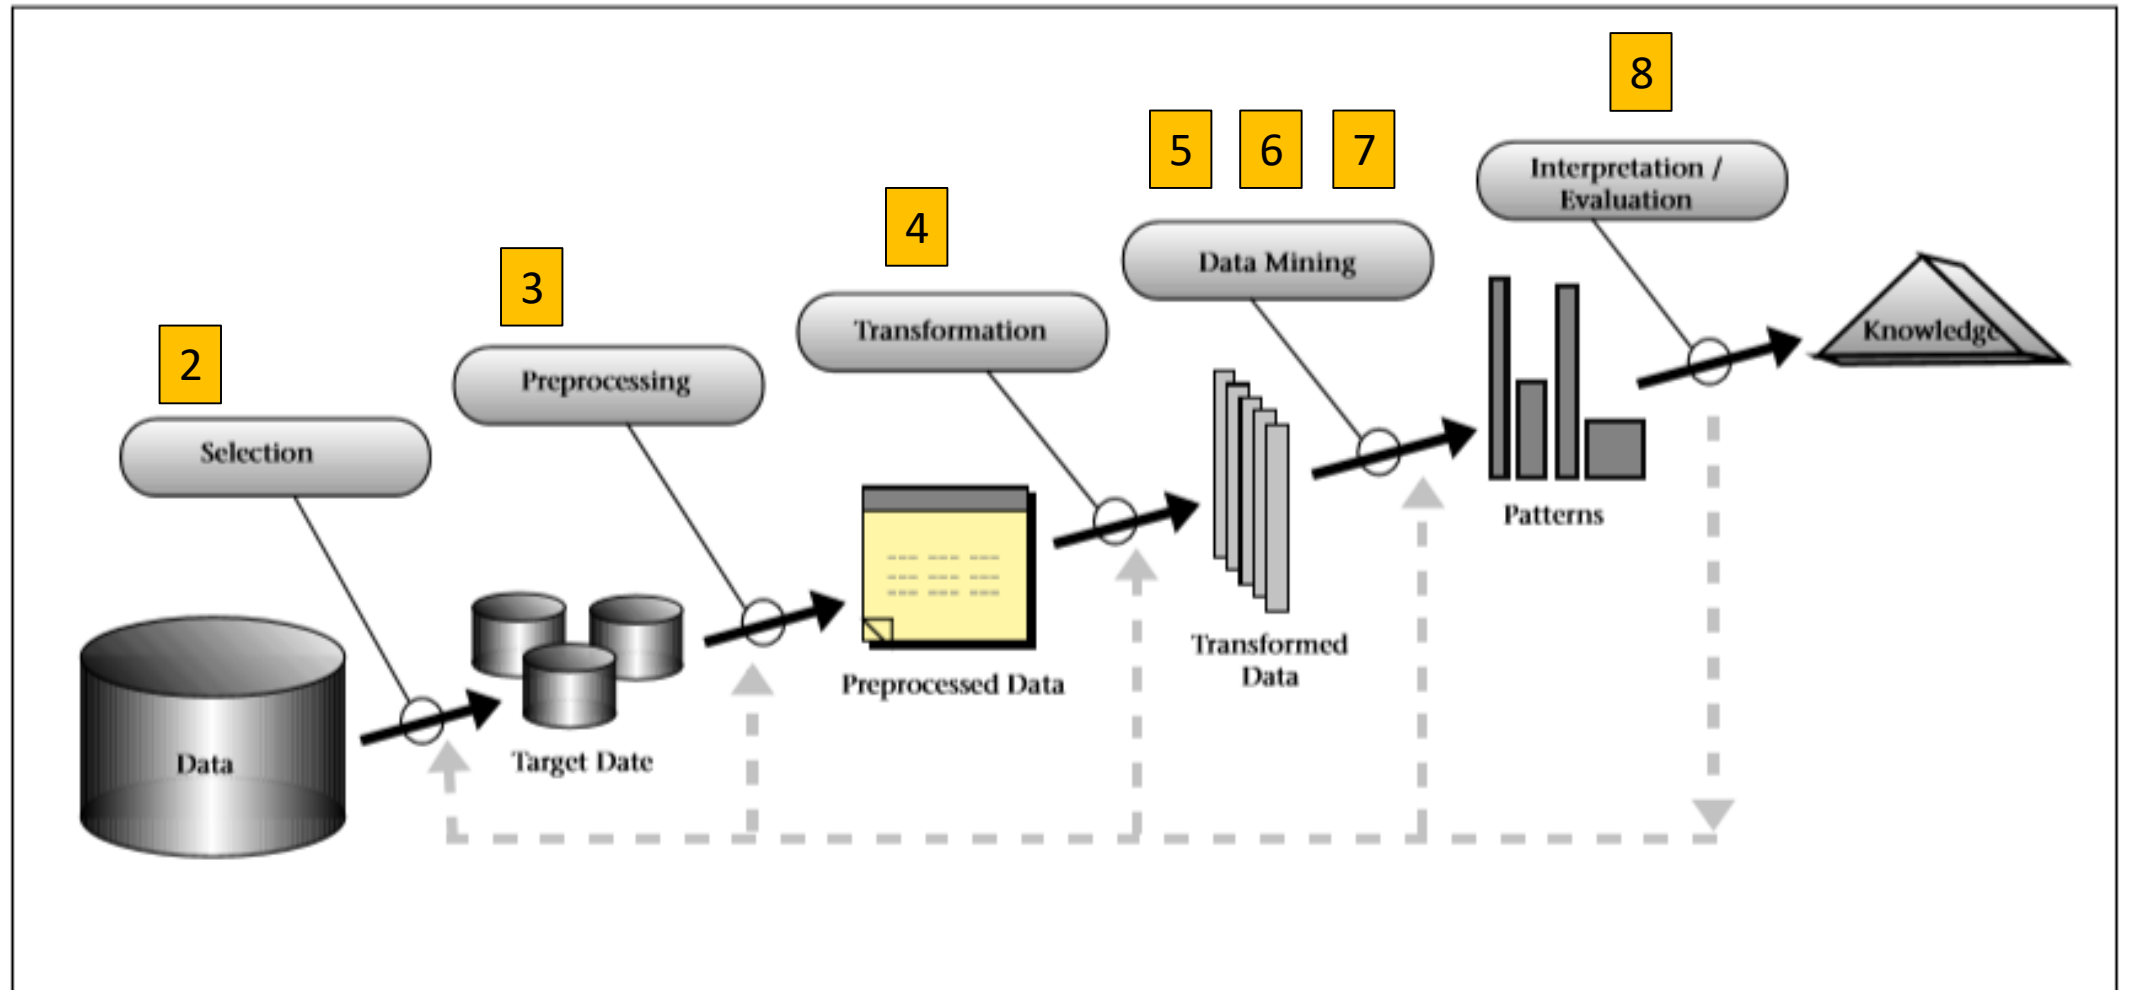 8
5 6 7
Interpretation /
Evaluation
4
Data Mining
3
Transformation
Knowledge
2
Preprocessing
Selection
Patterns
Transformed
Data
Preprocessed Data
Target Date
Data